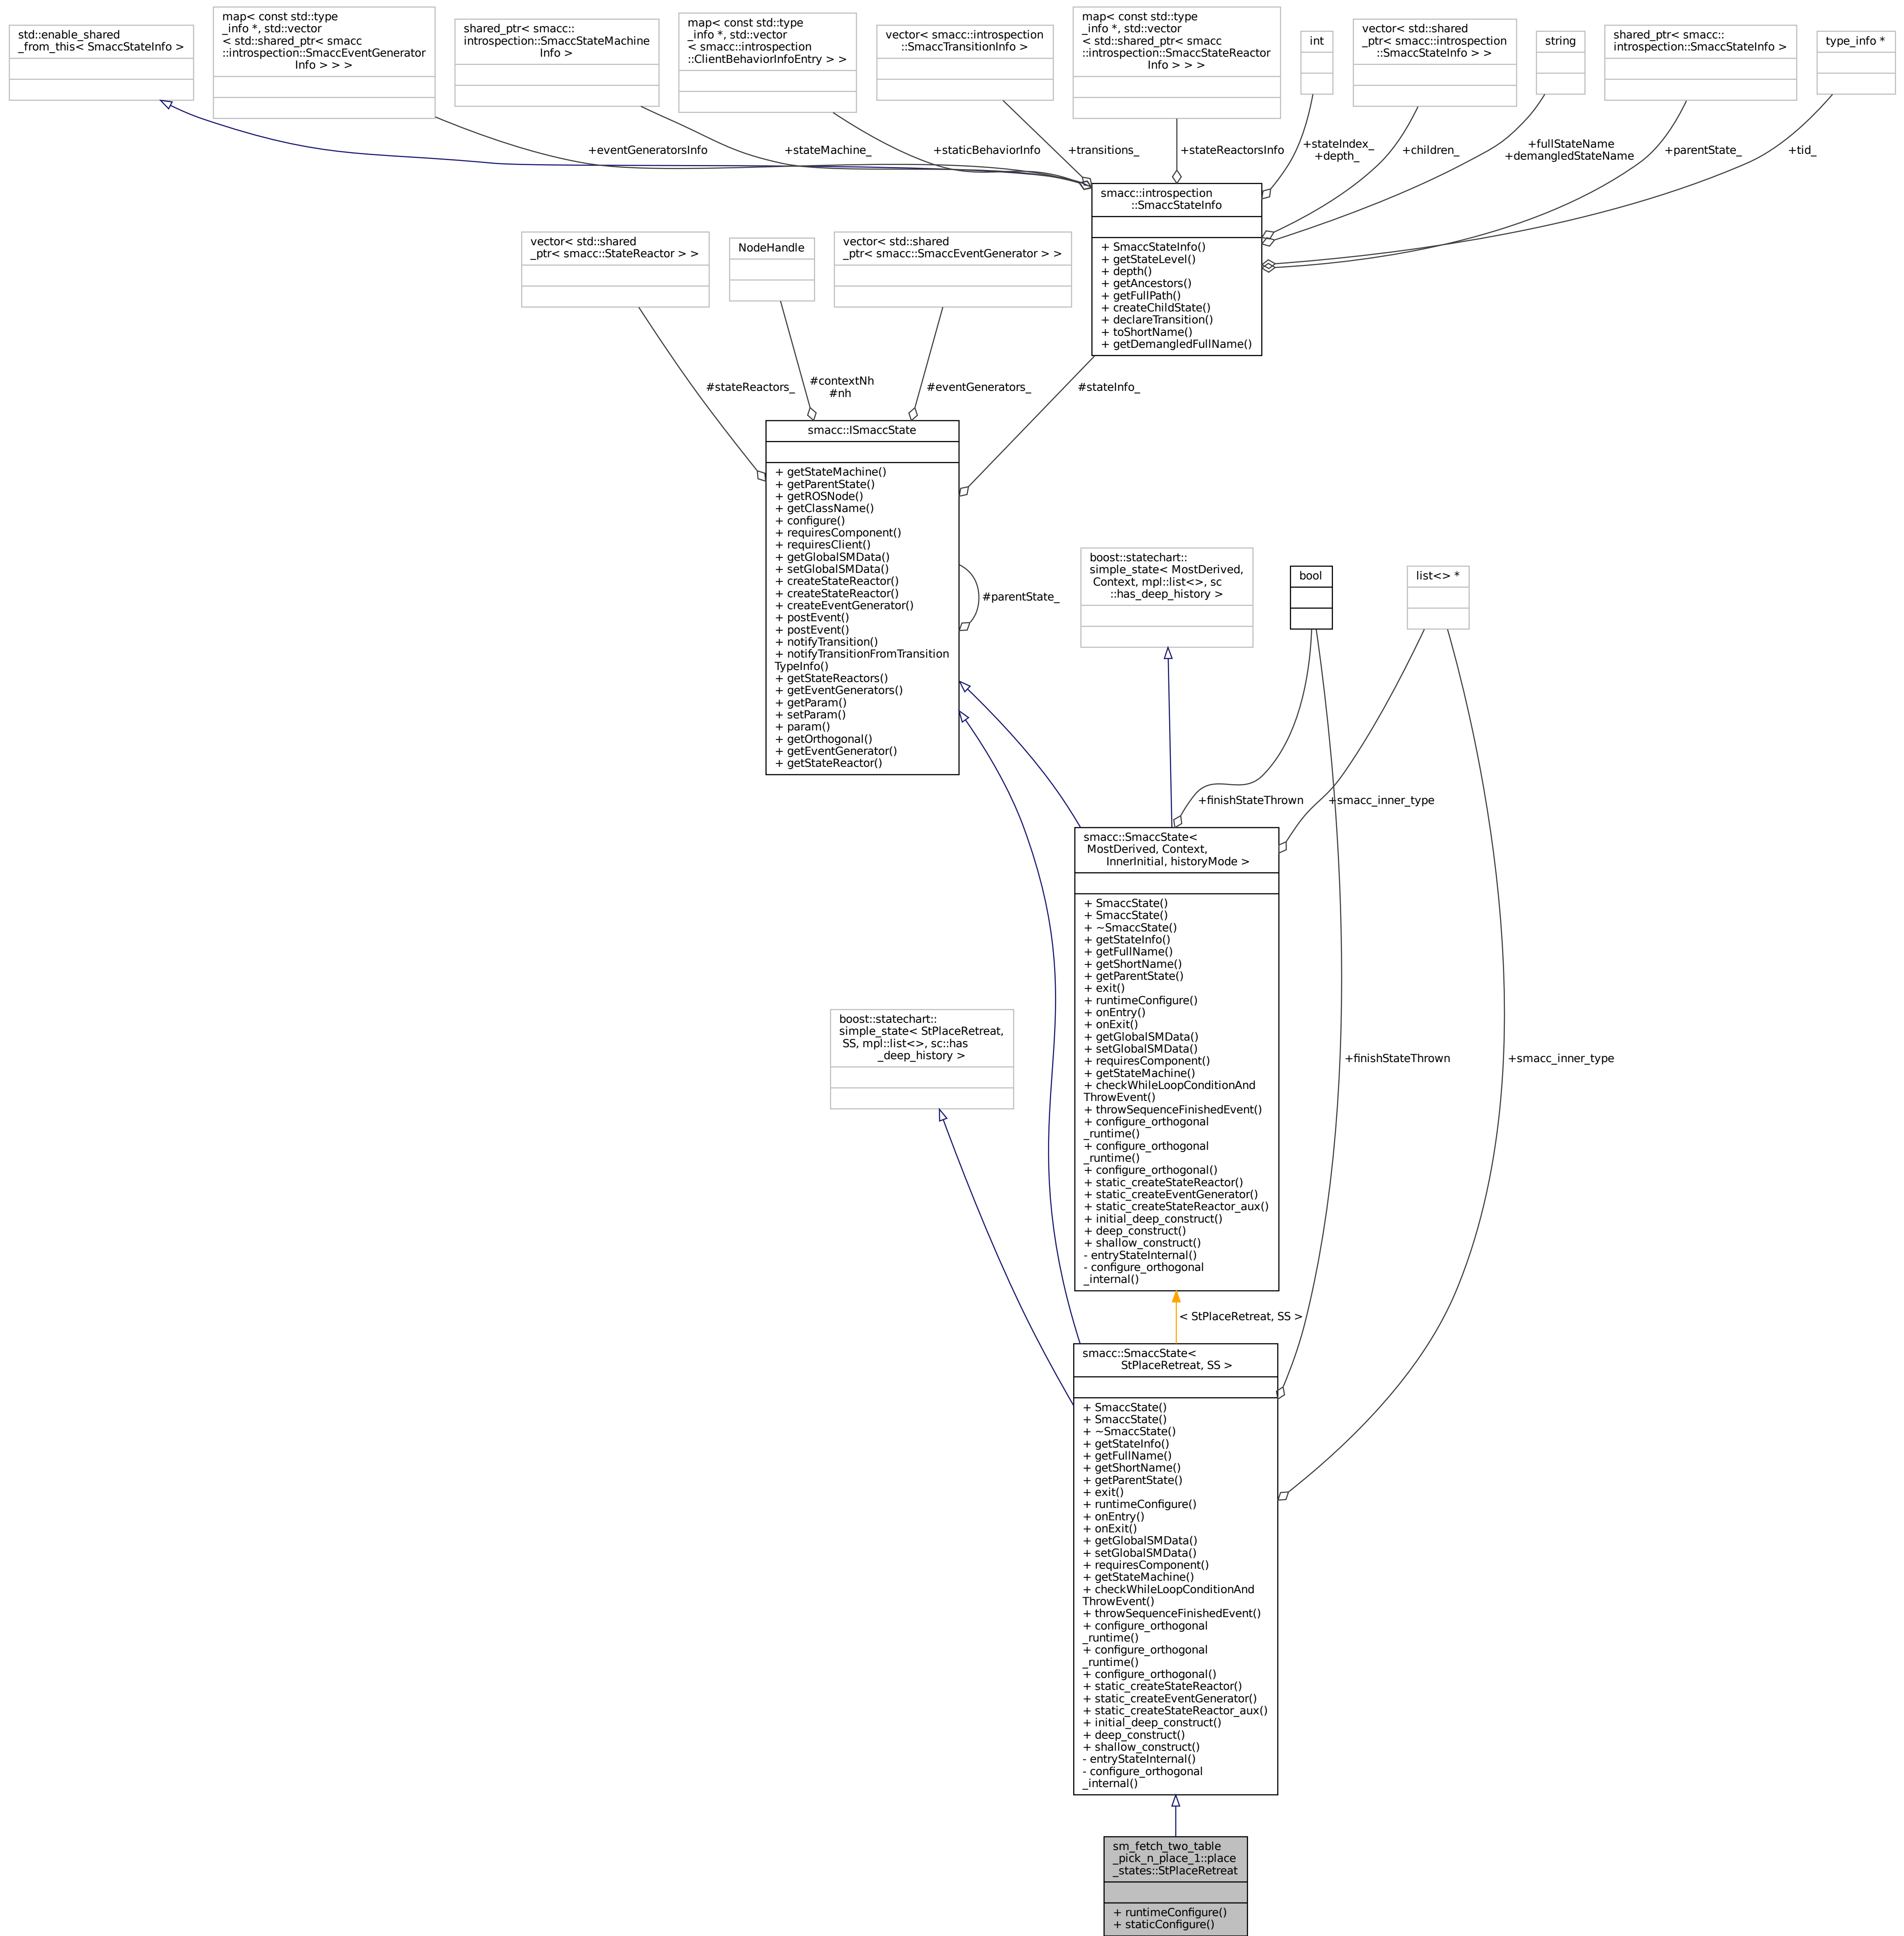 std::enable_shared
_from_this< SmaccStateInfo >
map< const std::type
_info *, std::vector
< std::shared_ptr< smacc
::introspection::SmaccEventGenerator
Info > > >
shared_ptr< smacc::
introspection::SmaccStateMachine
Info >
map< const std::type
_info *, std::vector
< smacc::introspection
::ClientBehaviorInfoEntry > >
vector< smacc::introspection
::SmaccTransitionInfo >
map< const std::type
_info *, std::vector
< std::shared_ptr< smacc
::introspection::SmaccStateReactor
Info > > >
int
vector< std::shared
_ptr< smacc::introspection
::SmaccStateInfo > >
string
shared_ptr< smacc::
introspection::SmaccStateInfo >
type_info *
+eventGeneratorsInfo
+stateMachine_
+staticBehaviorInfo
+transitions_
+stateReactorsInfo
+stateIndex_
+depth_
+children_
+fullStateName
+demangledStateName
+parentState_
+tid_
smacc::introspection
::SmaccStateInfo
+ SmaccStateInfo()
+ getStateLevel()
+ depth()
+ getAncestors()
+ getFullPath()
+ createChildState()
+ declareTransition()
+ toShortName()
+ getDemangledFullName()
vector< std::shared
_ptr< smacc::StateReactor > >
NodeHandle
vector< std::shared
_ptr< smacc::SmaccEventGenerator > >
#stateReactors_
#contextNh
#nh
#eventGenerators_
#stateInfo_
smacc::ISmaccState
+ getStateMachine()
+ getParentState()
+ getROSNode()
+ getClassName()
+ configure()
+ requiresComponent()
+ requiresClient()
+ getGlobalSMData()
+ setGlobalSMData()
+ createStateReactor()
+ createStateReactor()
+ createEventGenerator()
+ postEvent()
+ postEvent()
+ notifyTransition()
+ notifyTransitionFromTransition
TypeInfo()
+ getStateReactors()
+ getEventGenerators()
+ getParam()
+ setParam()
+ param()
+ getOrthogonal()
+ getEventGenerator()
+ getStateReactor()
#parentState_
boost::statechart::
simple_state< MostDerived,
Context, mpl::list<>, sc
::has_deep_history >
bool
list<> *
+finishStateThrown
+smacc_inner_type
smacc::SmaccState<
MostDerived, Context,
InnerInitial, historyMode >
+ SmaccState()
+ SmaccState()
+ ~SmaccState()
+ getStateInfo()
+ getFullName()
+ getShortName()
+ getParentState()
+ exit()
+ runtimeConfigure()
+ onEntry()
+ onExit()
+ getGlobalSMData()
+ setGlobalSMData()
+ requiresComponent()
+ getStateMachine()
+ checkWhileLoopConditionAnd
ThrowEvent()
+ throwSequenceFinishedEvent()
+ configure_orthogonal
_runtime()
+ configure_orthogonal
_runtime()
+ configure_orthogonal()
+ static_createStateReactor()
+ static_createEventGenerator()
+ static_createStateReactor_aux()
+ initial_deep_construct()
+ deep_construct()
+ shallow_construct()
- entryStateInternal()
- configure_orthogonal
_internal()
boost::statechart::
simple_state< StPlaceRetreat,
SS, mpl::list<>, sc::has
_deep_history >
+finishStateThrown
+smacc_inner_type
< StPlaceRetreat, SS >
smacc::SmaccState<
StPlaceRetreat, SS >
+ SmaccState()
+ SmaccState()
+ ~SmaccState()
+ getStateInfo()
+ getFullName()
+ getShortName()
+ getParentState()
+ exit()
+ runtimeConfigure()
+ onEntry()
+ onExit()
+ getGlobalSMData()
+ setGlobalSMData()
+ requiresComponent()
+ getStateMachine()
+ checkWhileLoopConditionAnd
ThrowEvent()
+ throwSequenceFinishedEvent()
+ configure_orthogonal
_runtime()
+ configure_orthogonal
_runtime()
+ configure_orthogonal()
+ static_createStateReactor()
+ static_createEventGenerator()
+ static_createStateReactor_aux()
+ initial_deep_construct()
+ deep_construct()
+ shallow_construct()
- entryStateInternal()
- configure_orthogonal
_internal()
sm_fetch_two_table
_pick_n_place_1::place
_states::StPlaceRetreat
+ runtimeConfigure()
+ staticConfigure()